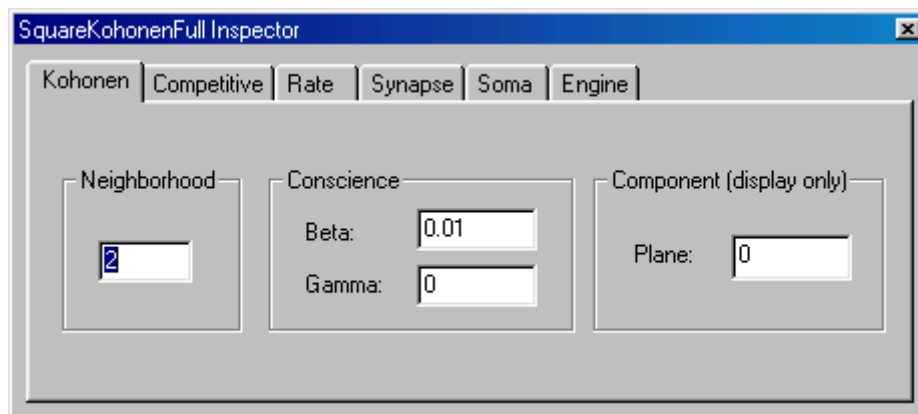 SquareKohonenFull Inspector
Kohonen Competitive Rate Synapse Soma Engine
Neighborhood
2
Conscience
Beta: 0.01
Gamma: 0
Component (display only)
Plane: 0